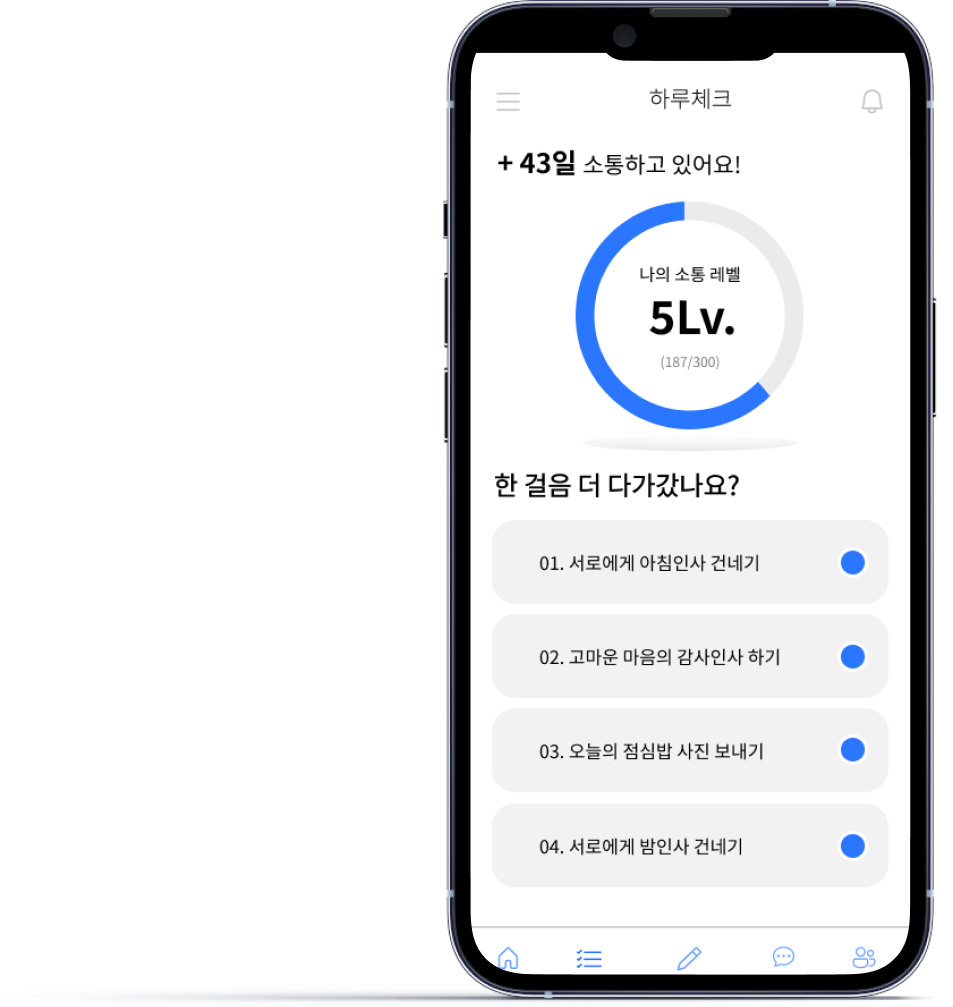 하루체크
+ 43일 소통하고 있어요!
나의 소통 레벨
5Lv.
(187/300)
한 걸음 더 다가갔나요?
01. 서로에게 아침인사 건네기
02. 고마운 마음의 감사인사 하기
03. 오늘의 점심밥 사진 보내기
04. 서로에게 밤인사 건네기